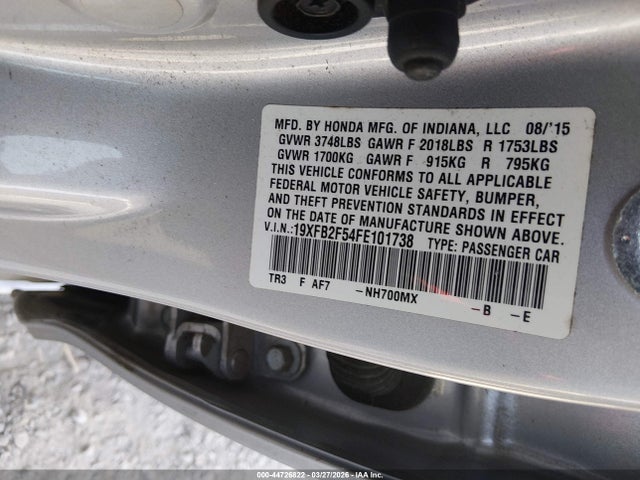 MFD. BY HONDA MFG. OF INDIANA, LLC 08/'15
GVWR 3748LBS GAWR F 2018LBS R 1753LBS
GVWR 1700KG GAWR F 915KG R 795KG
THIS VEHICLE CONFORMS TO ALL APPLICABLE
FEDERAL MOTOR VEHICLE SAFETY, BUMPER,
AND THEFT PREVENTION STANDARDS IN EFFECT
ON THE DATE OF MANUFACTURE SHOWN ABOVE.
V.I.N.:19XFB2F54FE101738 TYPE: PASSENGER CAR
TR3 F AF7 -NH700MX -B -E
000-44726822 - 03/27/2026 - IAAI.COM